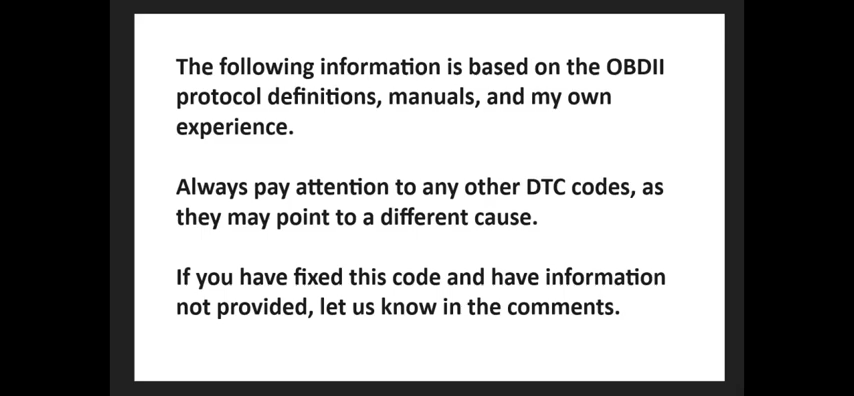 The following information is based on the OBDII
protocol definitions, manuals, and my own
experience.
Always pay attention to any other DTC codes, as
they may point to a different cause.
If you have fixed this code and have information
not provided, let us know in the comments.